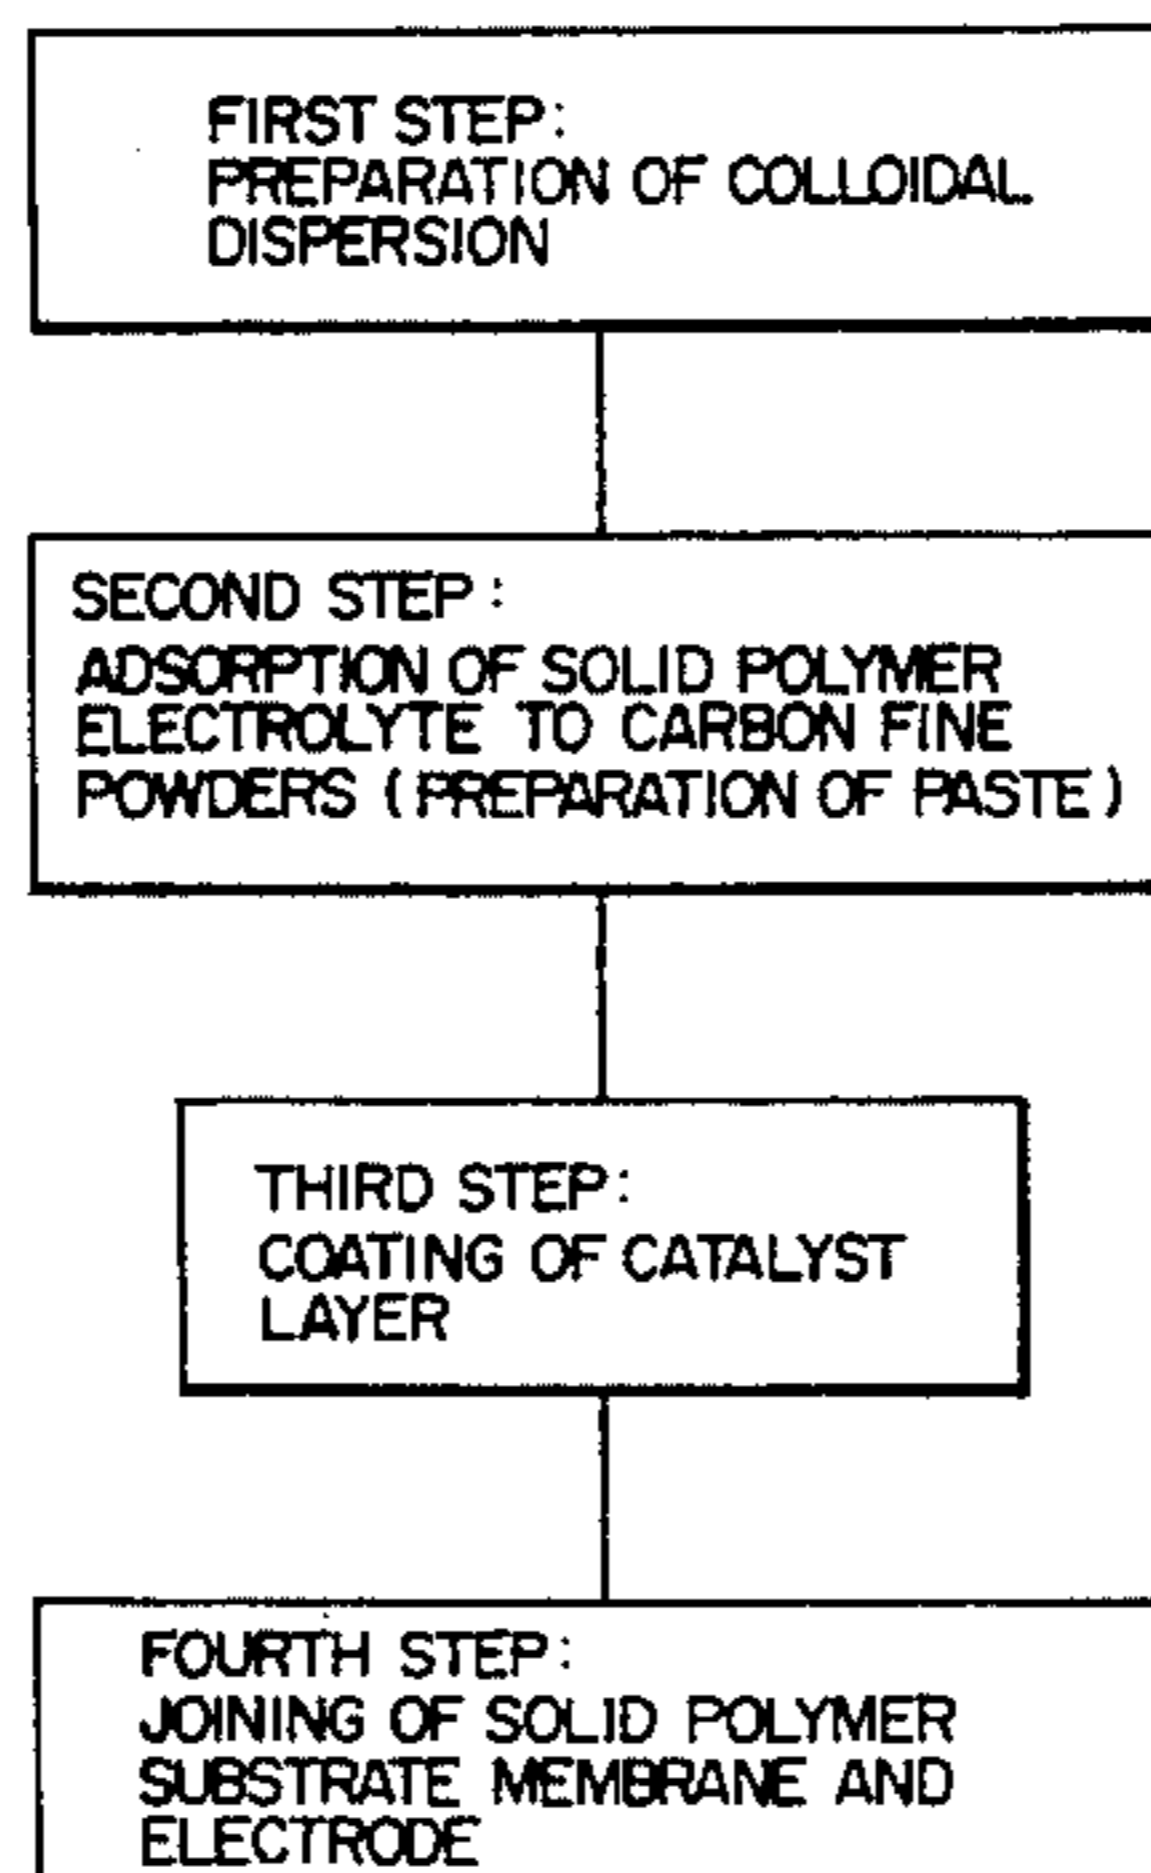 FIRST STEP:
PREPARATION OF COLLOIDAL
DISPERSION
SECOND STEP:
ADSORPTION OF SOLID POLYMER
ELECTROLYTE TO CARBON FINE
POWDERS (PREPARATION OF PASTE)
THIRD STEP:
COATING OF CATALYST
LAYER
FOURTH STEP:
JOINING OF SOLID POLYMER
SUBSTRATE MEMBRANE AND
ELECTRODE